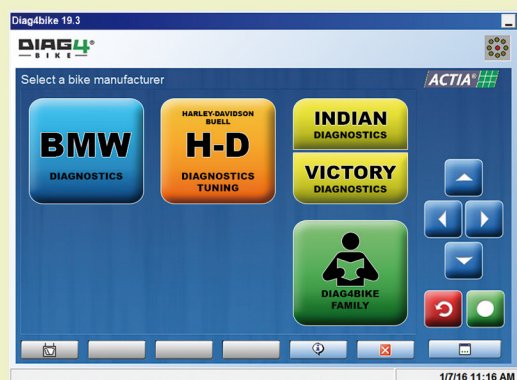 Diag4bike 19.3
DIAG4®
BIKE
Select a bike manufacturer
ACTIA®
BMW
DIAGNOSTICS
HARLEY-DAVIDSON
BUELL
H-D
DIAGNOSTICS
TUNING
INDIAN
DIAGNOSTICS
VICTORY
DIAGNOSTICS
DIAG4BIKE
FAMILY
1/7/16 11:16 AM